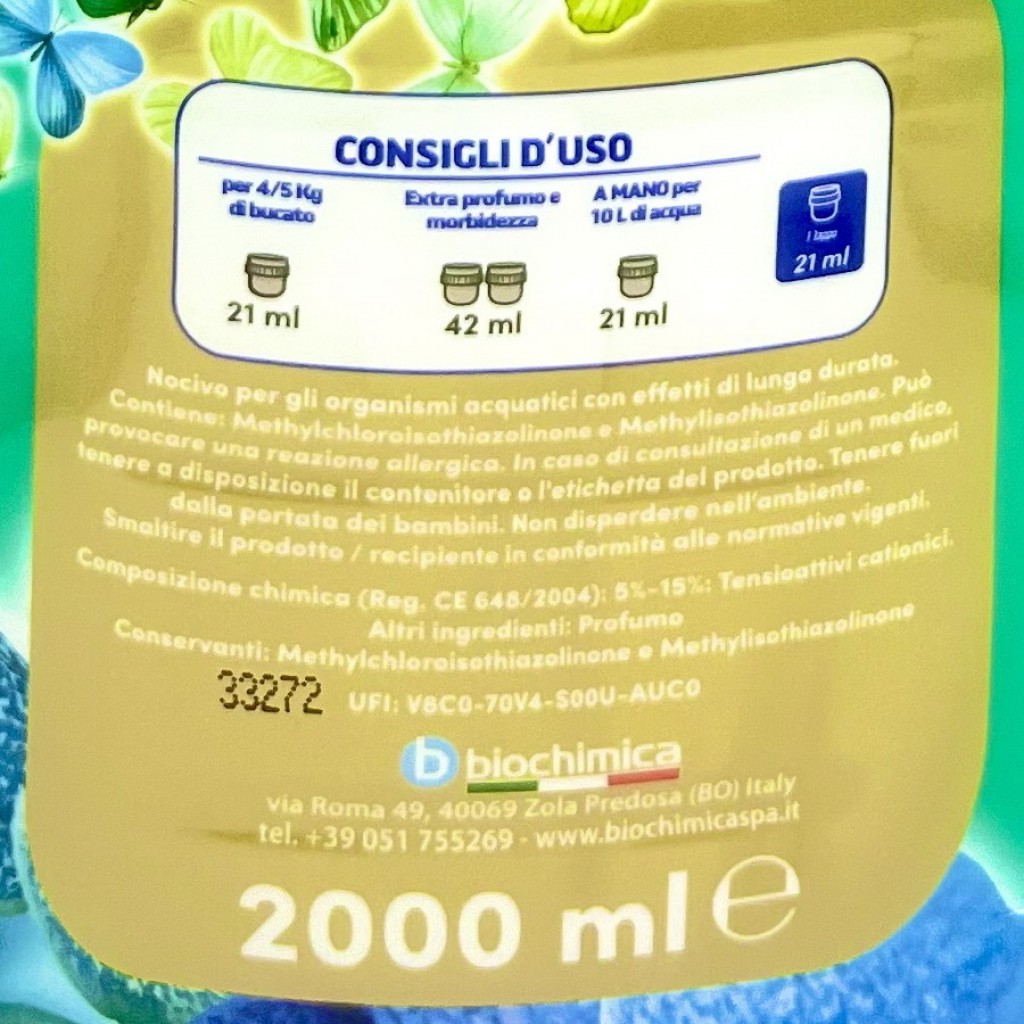 CONSIGLI D'USO
per 4/5 Kg di bucato
Extra profumo e morbidezza
A MANO per 10 L di acqua
21 ml
42 ml
21 ml
1 tappo
21 ml
Nocivo per gli organismi acquatici con effetti di lunga durata.
Contiene: Methylchloroisothiazolinone e Methylisothiazolinone. Può
provocare una reazione allergica. In caso di consultazione di un medico,
tenere a disposizione il contenitore o l'etichetta del prodotto. Tenere fuori
dalla portata dei bambini. Non disperdere nell'ambiente.
Smaltire il prodotto / recipiente in conformità alle normative vigenti.
Composizione chimica (Reg. CE 648/2004): 5%-15%: Tensioattivi cationici.
Altri ingredienti: Profumo
Conservanti: Methylchloroisothiazolinone e Methylisothiazolinone
33272 UFI: V8C0-70V4-S00U-AUC0
b biochimica
via Roma 49, 40069 Zola Predosa (BO) Italy
tel. +39 051 755269 - www.biochimicaspa.it
2000 ml ℮